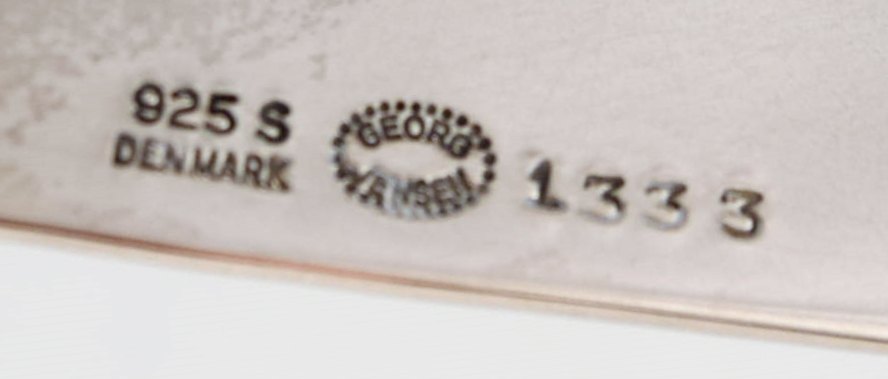 925 S
DENMARK
GEORG
JENSEN
1333